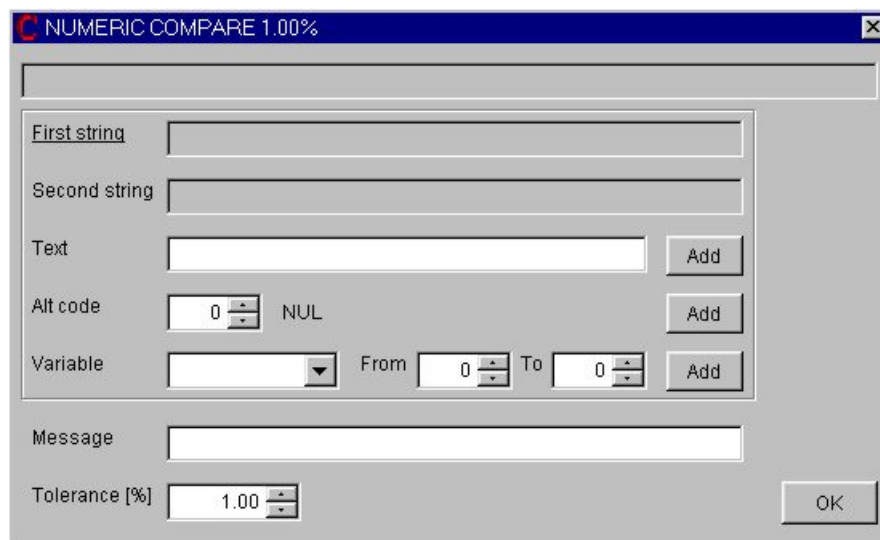 NUMERIC COMPARE 1.00%
First string
Second string
Text Add
Alt code 0 NUL Add
Variable From 0 To 0 Add
Message
Tolerance [%] 1.00 OK